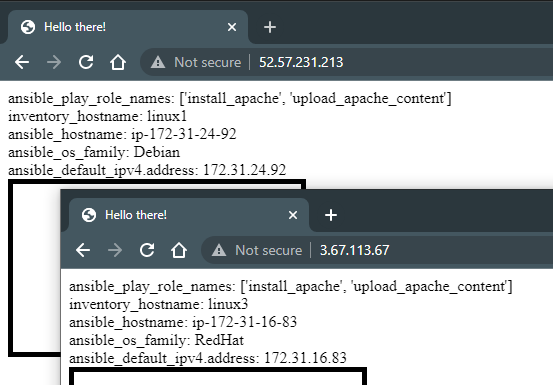 Hello there!
Not secure | 52.57.231.213
ansible_play_role_names: ['install_apache', 'upload_apache_content']
inventory_hostname: linux1
ansible_hostname: ip-172-31-24-92
ansible_os_family: Debian
ansible_default_ipv4.address: 172.31.24.92
Hello there!
Not secure | 3.67.113.67
ansible_play_role_names: ['install_apache', 'upload_apache_content']
inventory_hostname: linux3
ansible_hostname: ip-172-31-16-83
ansible_os_family: RedHat
ansible_default_ipv4.address: 172.31.16.83